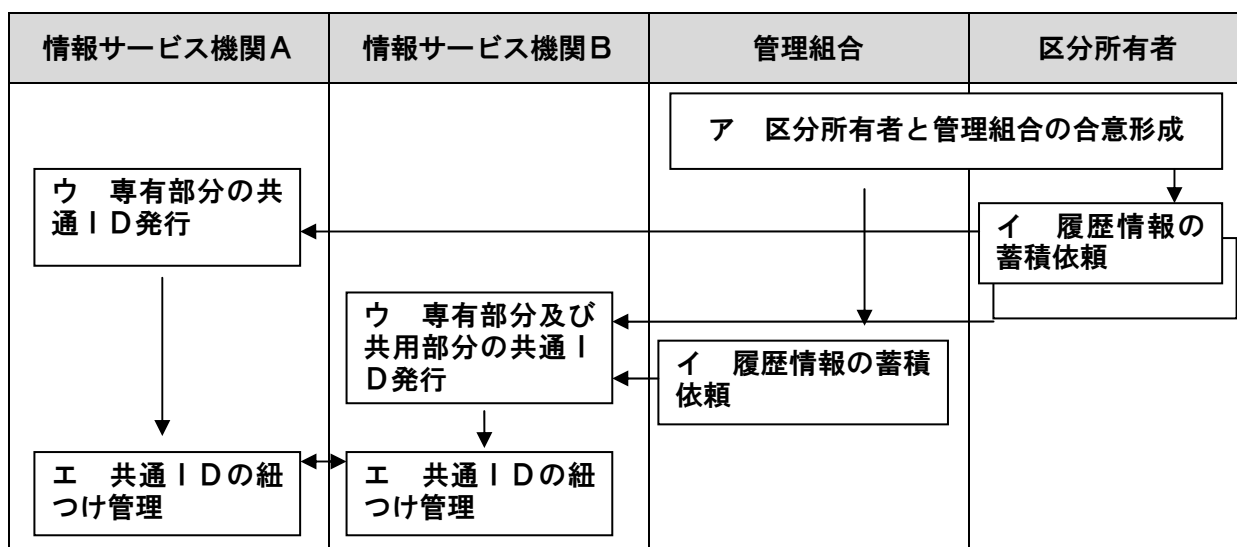 情報サービス機関A
情報サービス機関B
管理組合
区分所有者
ア 区分所有者と管理組合の合意形成
ウ 専有部分の共
通ID発行
イ 履歴情報の
蓄積依頼
ウ 専有部分及び
共用部分の共通I
D発行
イ 履歴情報の蓄積
依頼
エ 共通IDの紐
つけ管理
エ 共通IDの紐
つけ管理